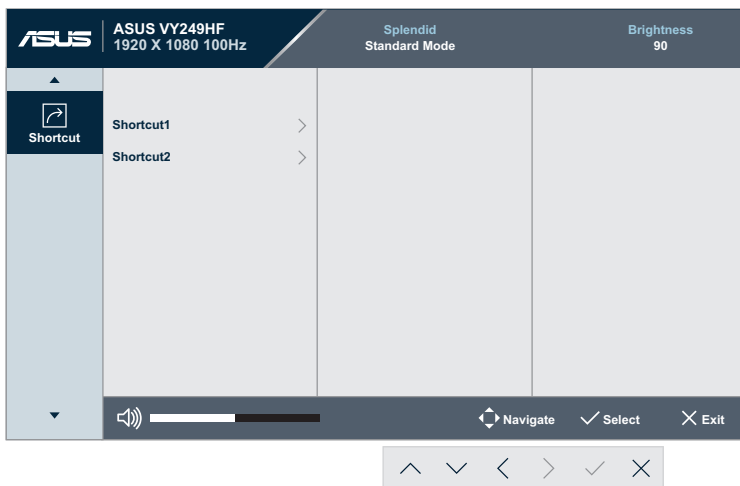 ASUS
ASUS VY249HF
1920 X 1080 100Hz
Splendid
Standard Mode
Brightness
90
Shortcut
Shortcut1
Shortcut2
Navigate
Select
Exit